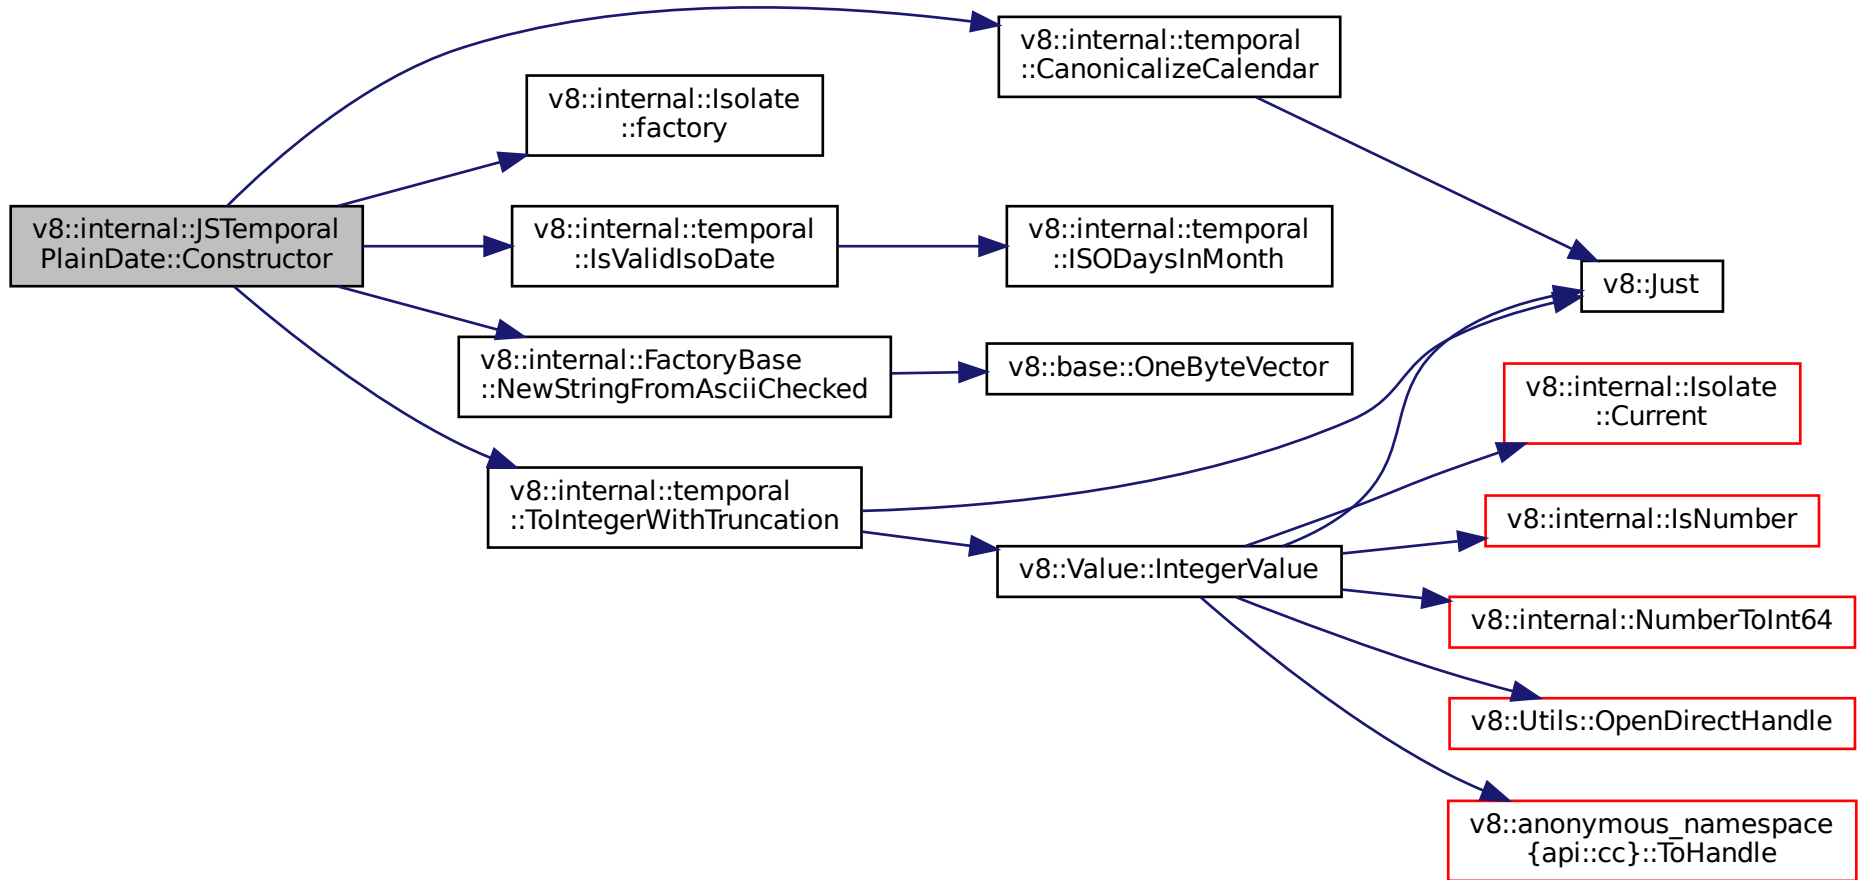 v8::internal::temporal
::CanonicalizeCalendar
v8::internal::Isolate
::factory
v8::internal::JSTemporal
PlainDate::Constructor
v8::internal::temporal
::IsValidIsoDate
v8::internal::temporal
::ISODaysInMonth
v8::Just
v8::internal::FactoryBase
::NewStringFromAsciiChecked
v8::base::OneByteVector
v8::internal::Isolate
::Current
v8::internal::temporal
::ToIntegerWithTruncation
v8::internal::IsNumber
v8::Value::IntegerValue
v8::internal::NumberToInt64
v8::Utils::OpenDirectHandle
v8::anonymous_namespace
{api::cc}::ToHandle